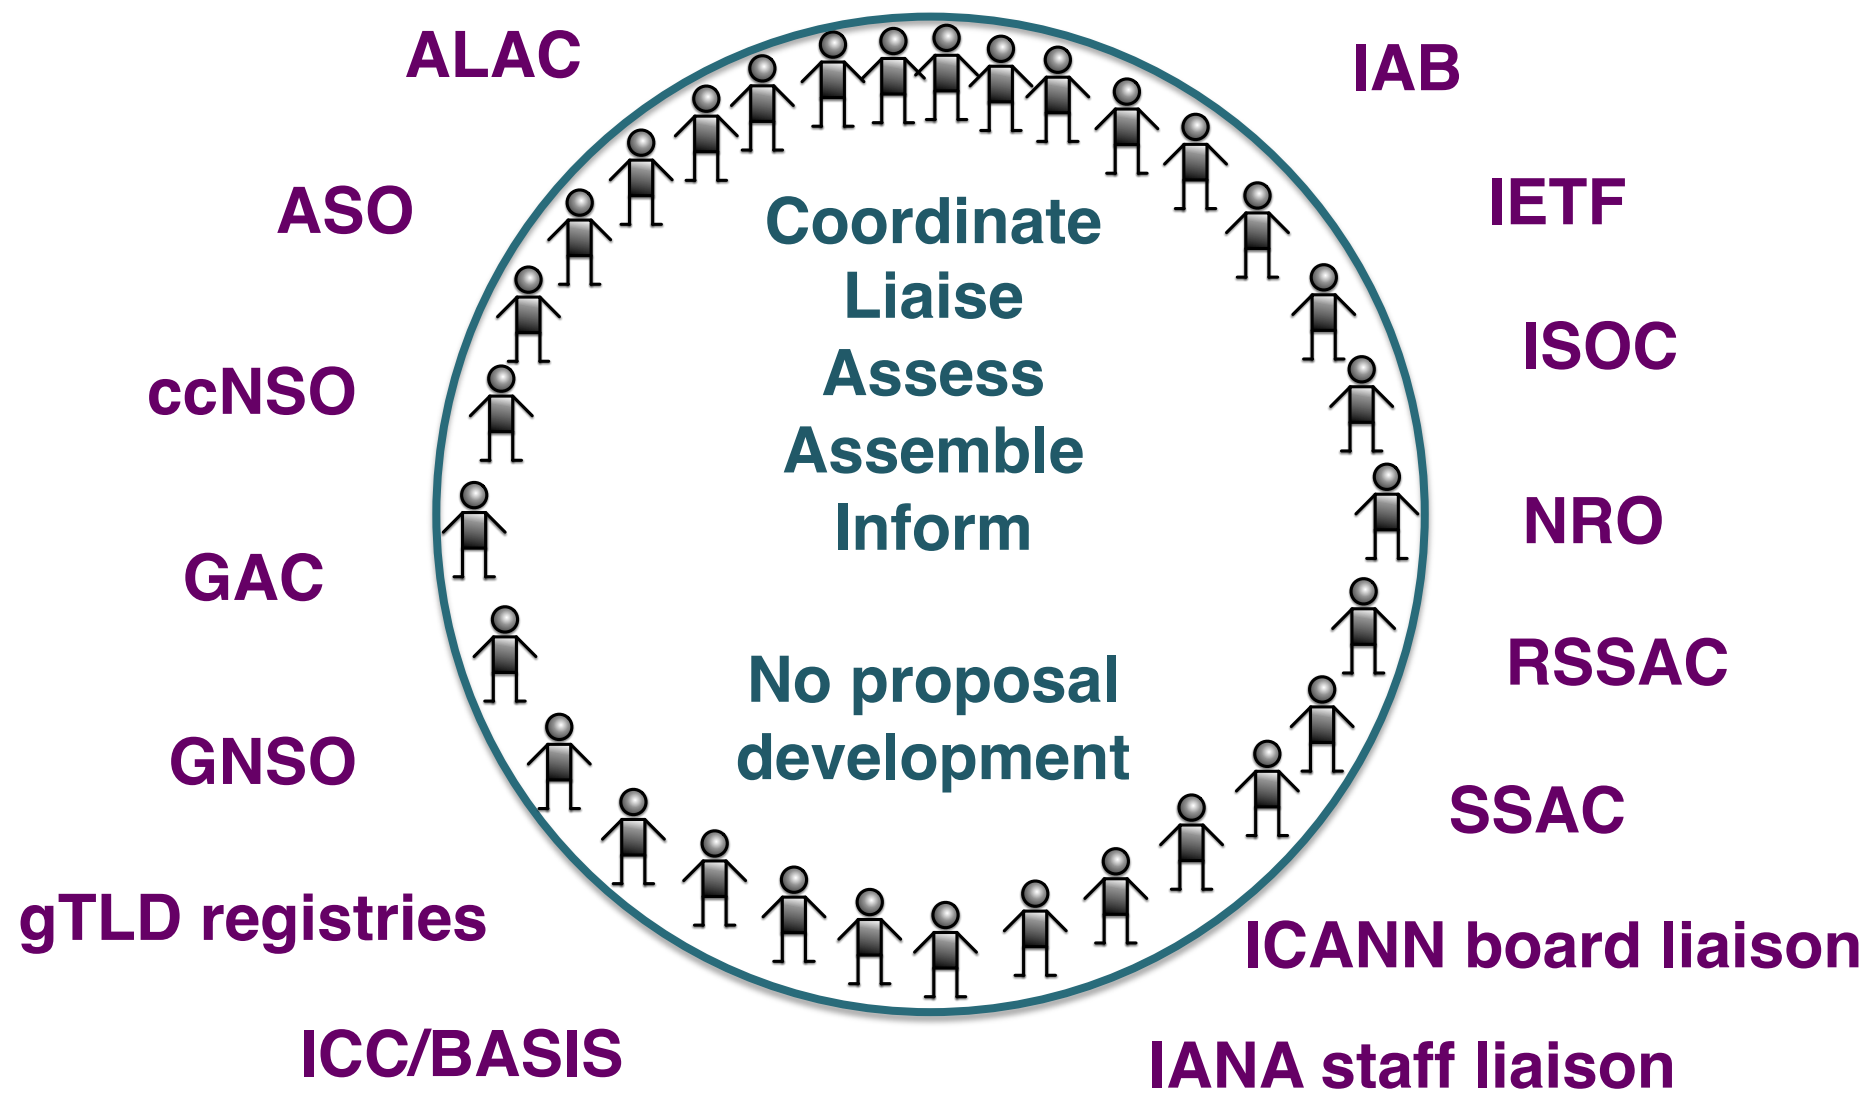 ALAC
ASO
ccNSO
GAC
GNSO
gTLD registries
ICC/BASIS
Coordinate
Liaise
Assess
Assemble
Inform
No proposal
development
IAB
IETF
ISOC
NRO
RSSAC
SSAC
ICANN board liaison
IANA staff liaison